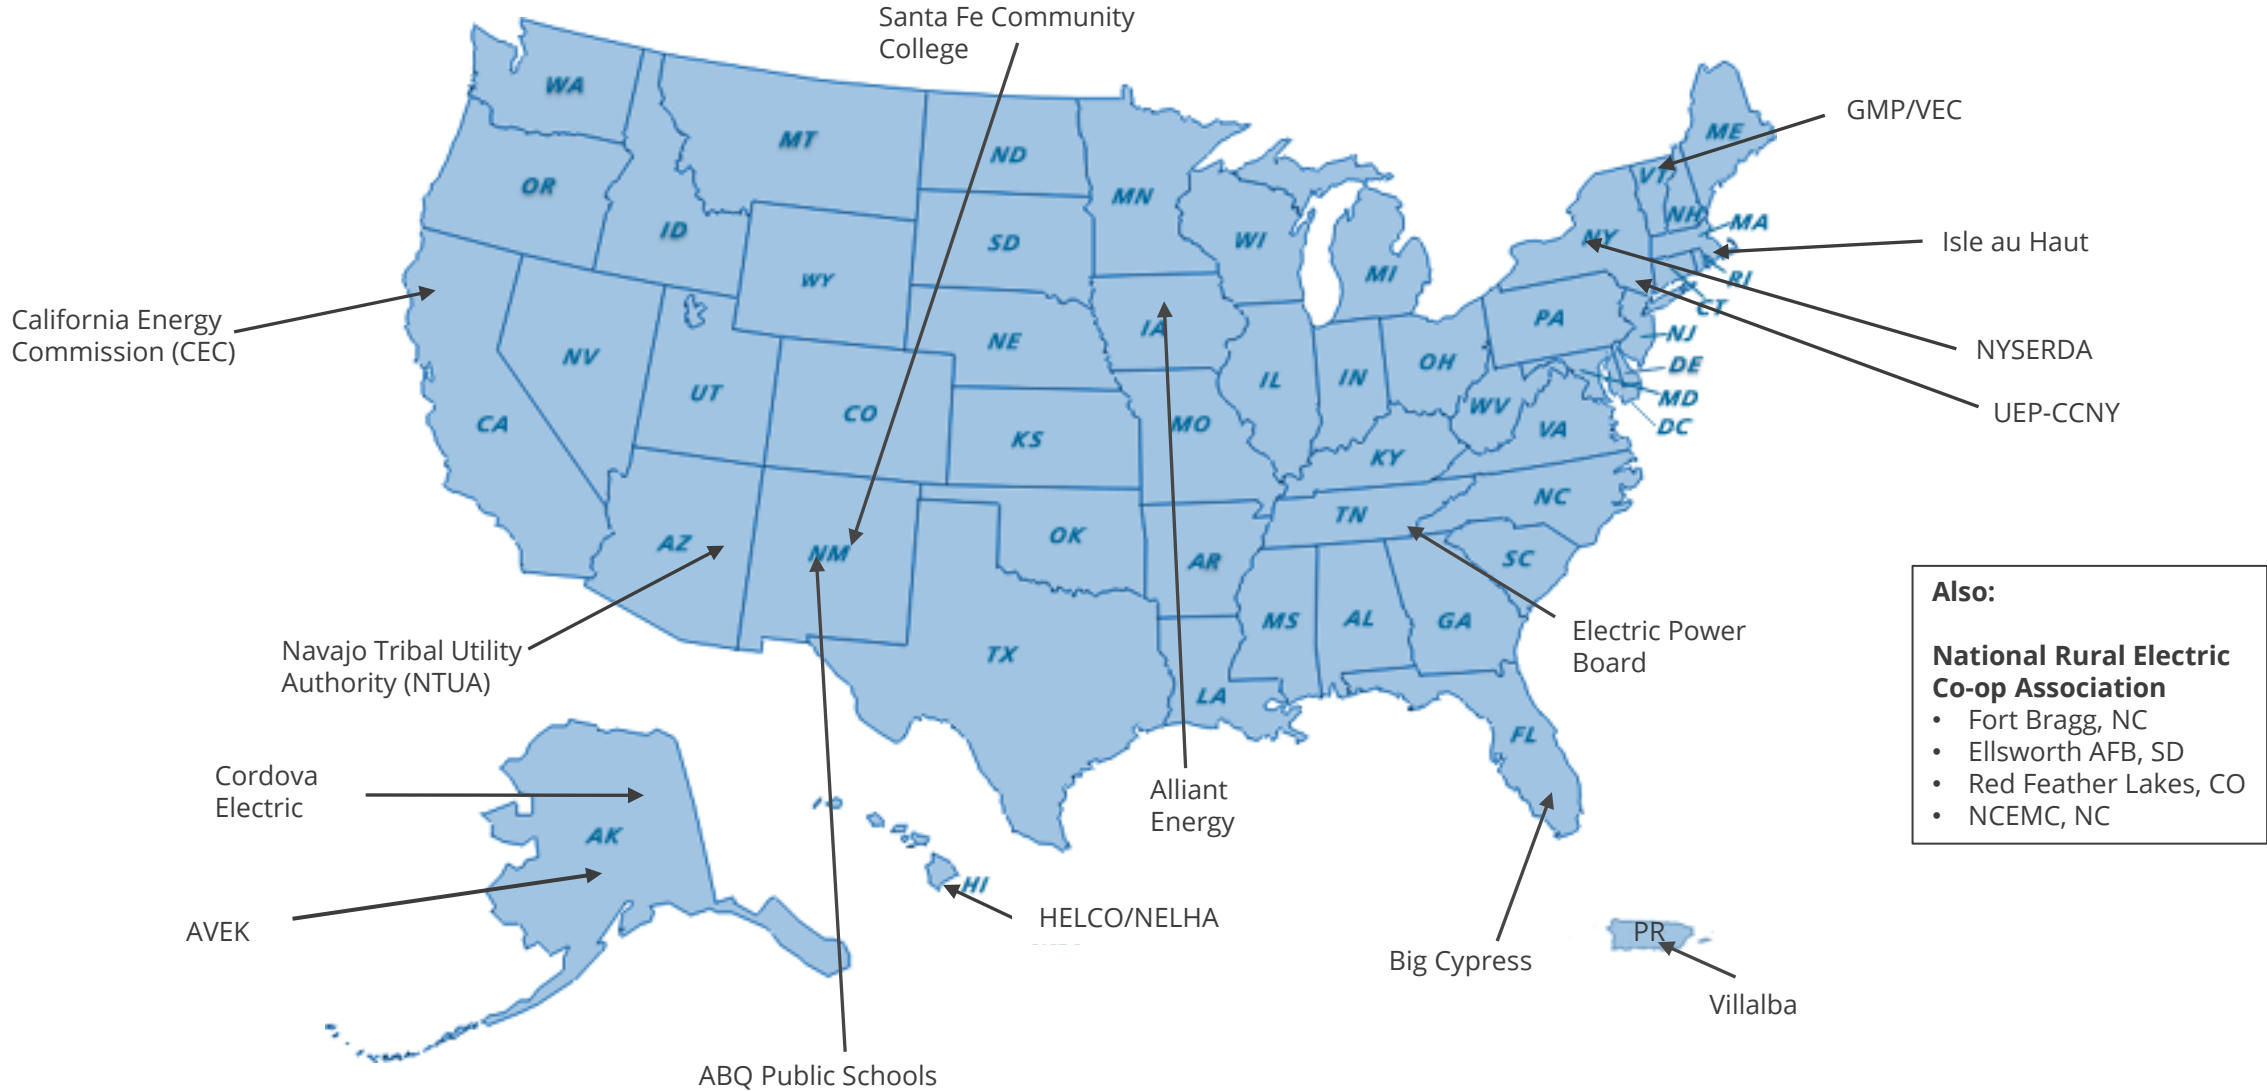 Santa Fe Community
College
WA
MT
ND
MN
OR
ID
SD
WI
MI
WY
ME
VT
NH
MA
NY
RI
CT
GMP/VEC
Isle au Haut
NYSERDA
UEP-CCNY
California Energy
Commission (CEC)
NV
UT
CA
CO
NE
IA
KS
MO
IL
IN
OH
PA
NJ
DE
MD
DC
WV
VA
KY
NC
TN
SC
AZ
NM
OK
AR
TX
LA
MS
AL
GA
FL
Navajo Tribal Utility
Authority (NTUA)
Electric Power
Board
Also:
National Rural Electric
Co-op Association
• Fort Bragg, NC
• Ellsworth AFB, SD
• Red Feather Lakes, CO
• NCEMC, NC
Cordova
Electric
AK
AVEK
Alliant
Energy
HI
HELCO/NELHA
Big Cypress
PR
Villalba
ABQ Public Schools